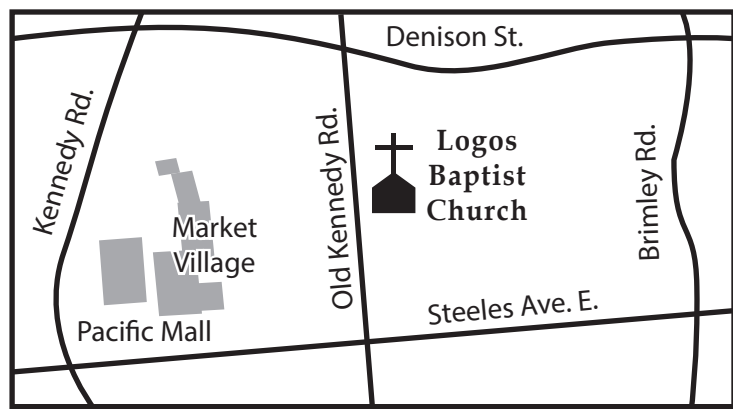 Denison St.
Kennedy Rd.
Old Kennedy Rd.
Logos
Baptist
Church
Brimley Rd.
Market
Village
Steeles Ave. E.
Pacific Mall